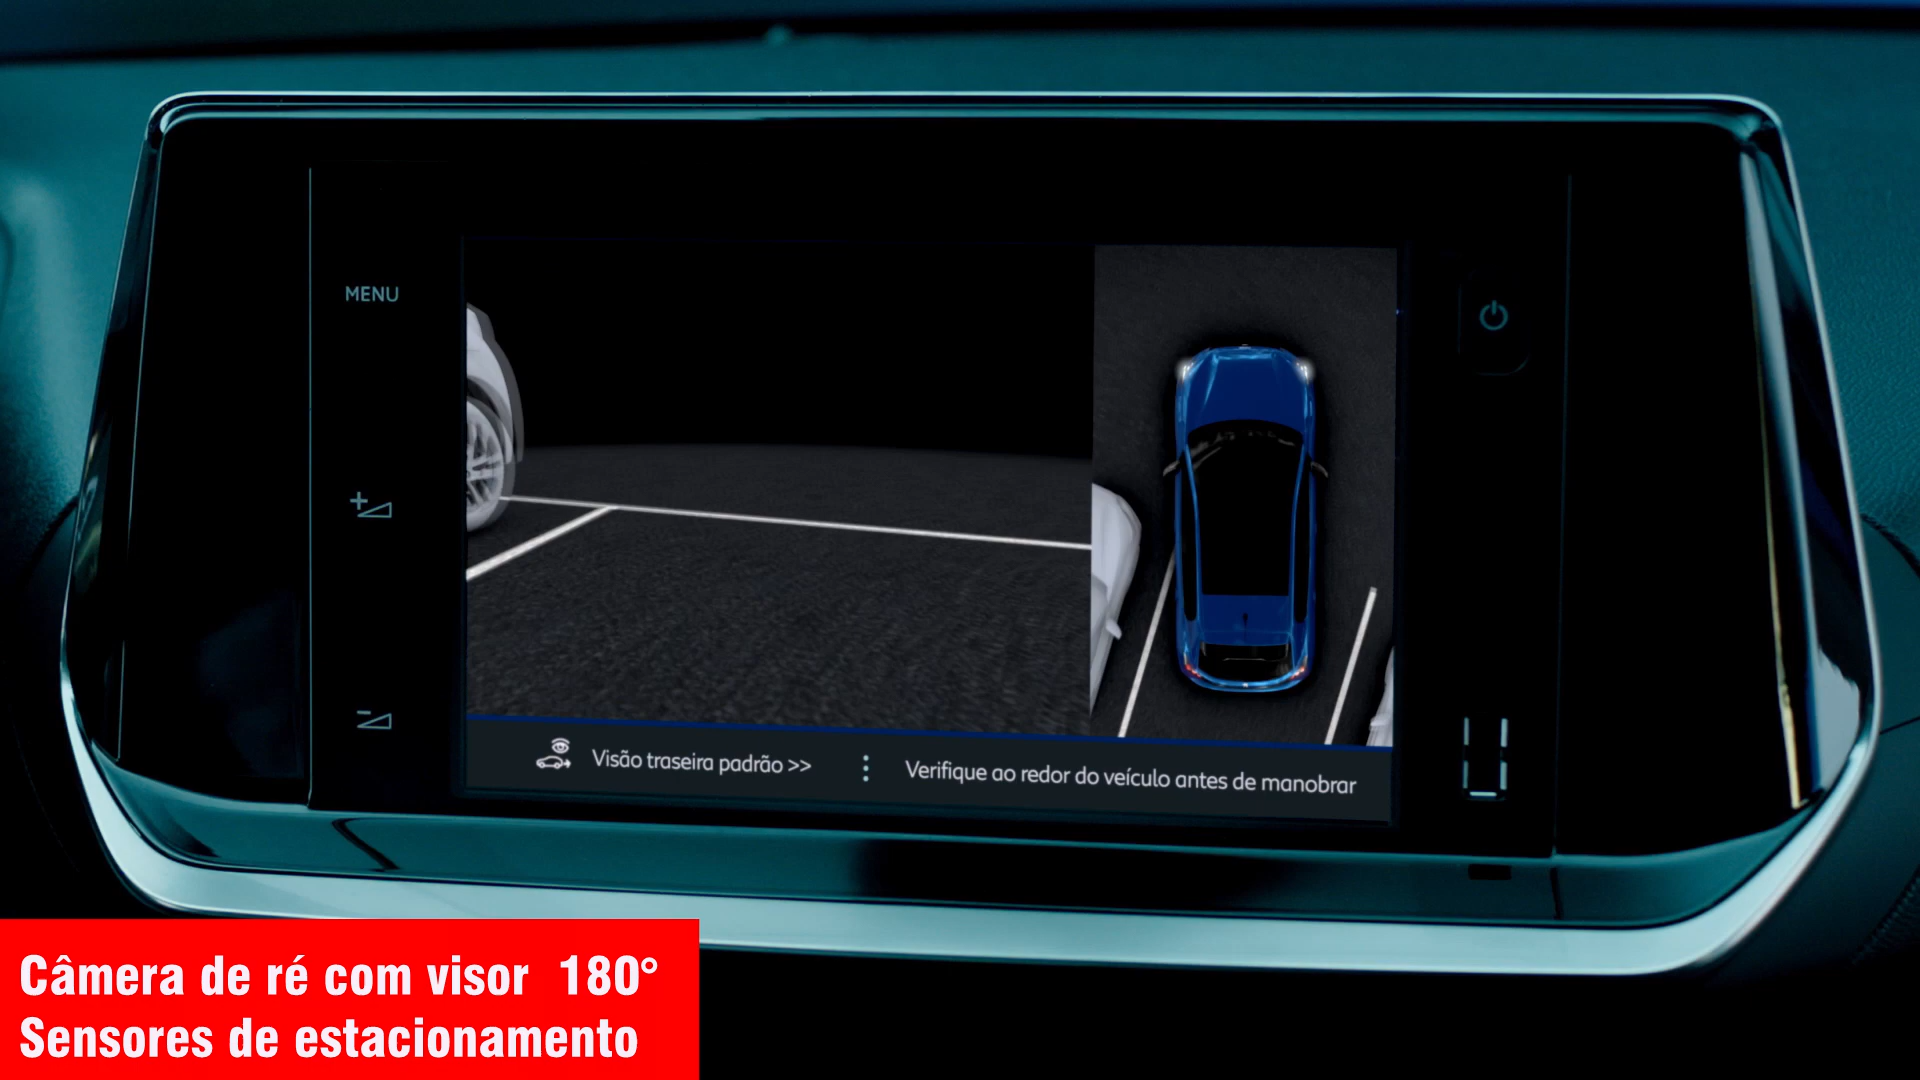 MENU
Visão traseira padrão >>
Verifique ao redor do veículo antes de manobrar
Câmera de ré com visor 180°
Sensores de estacionamento